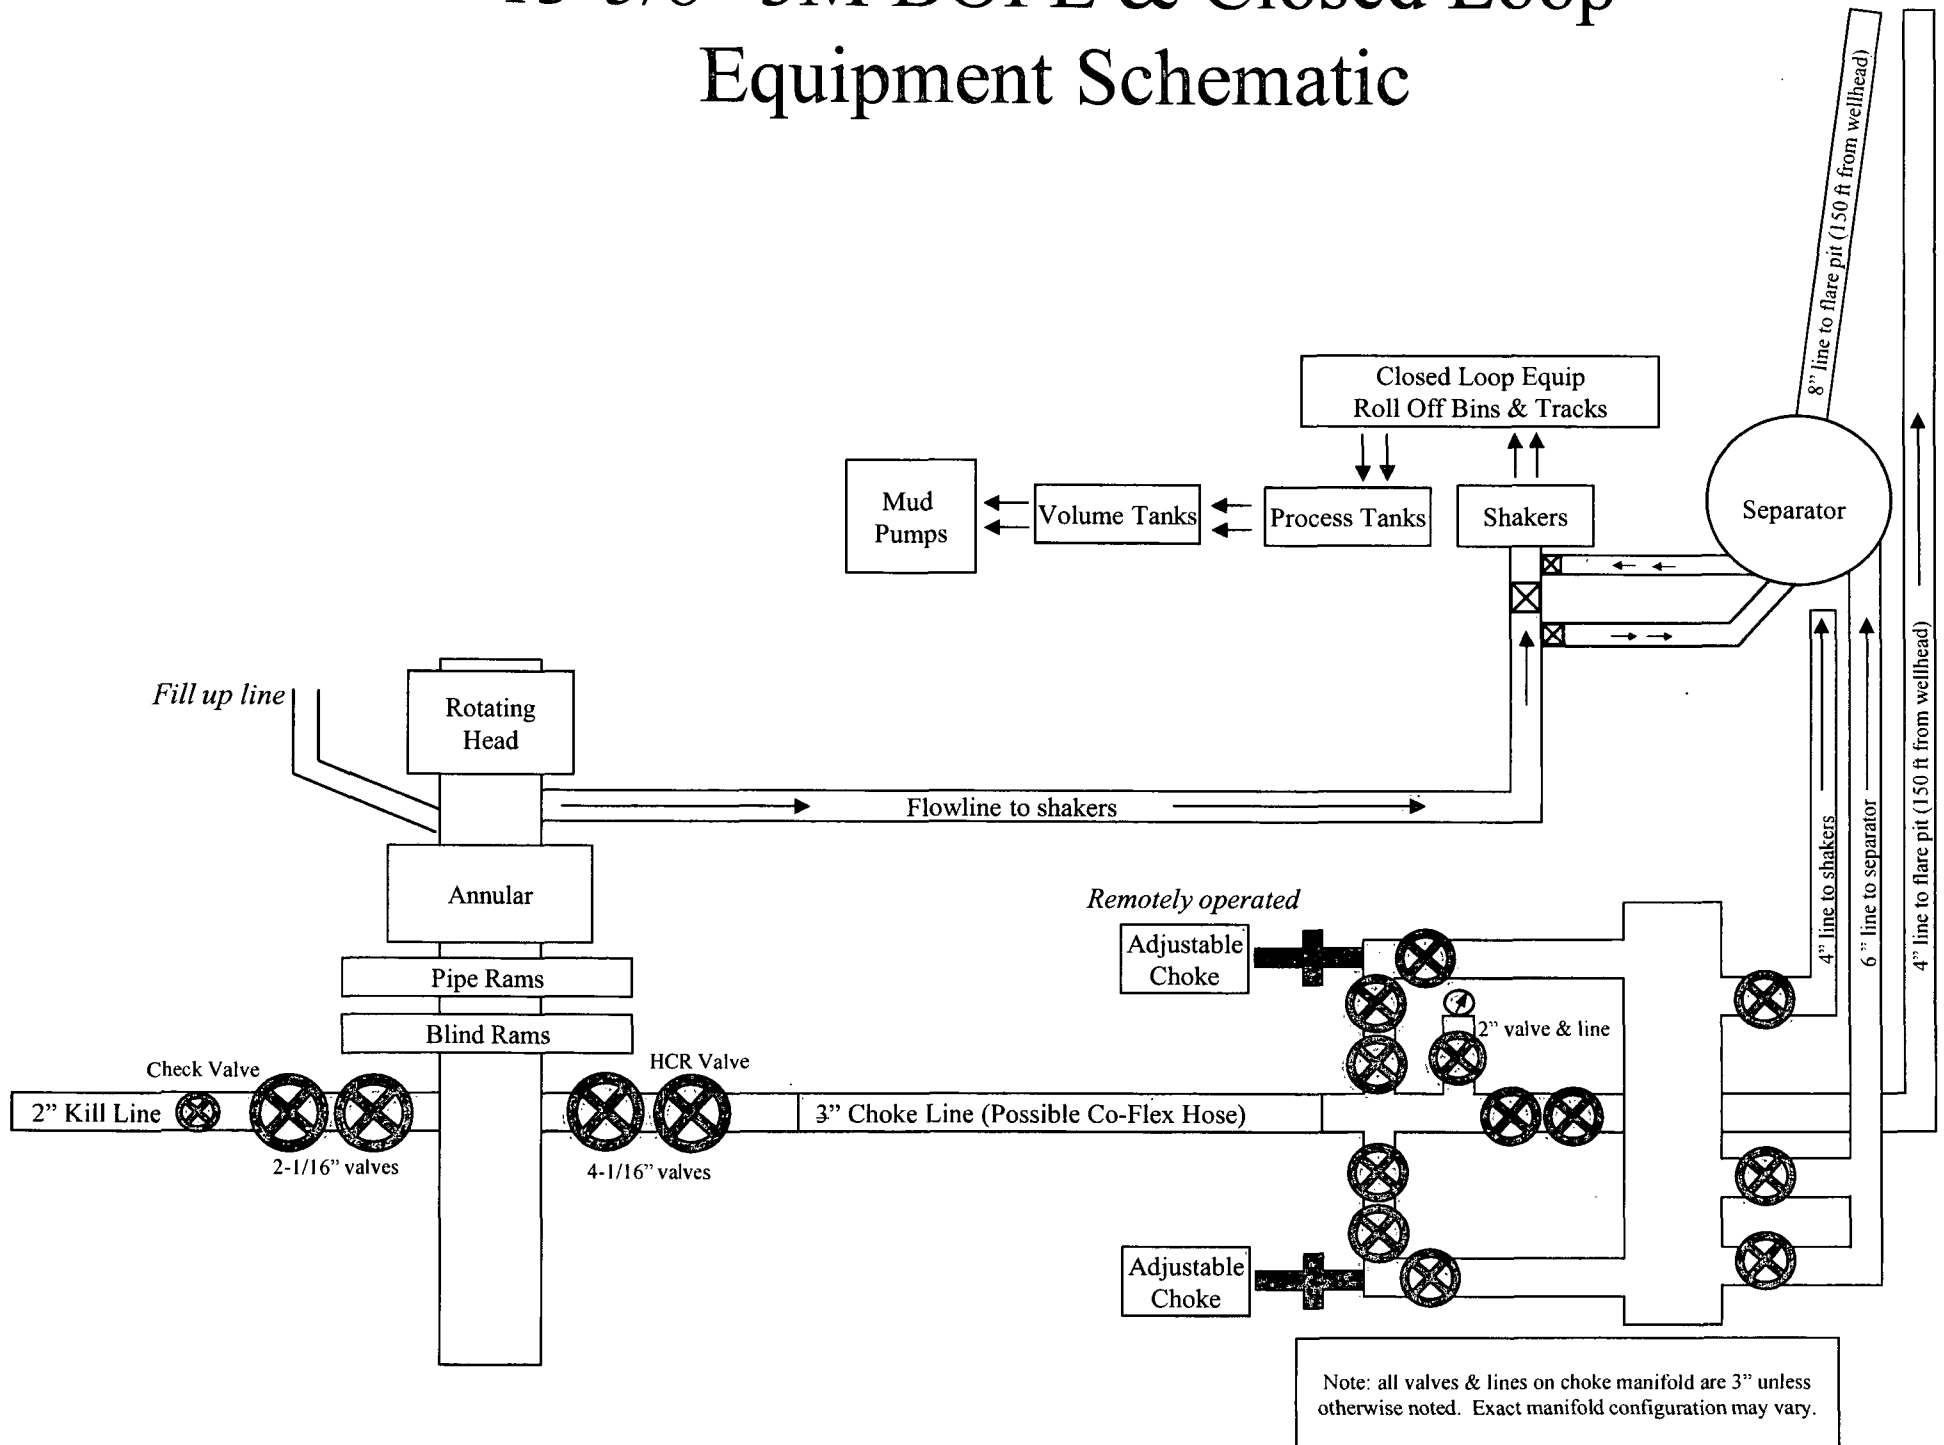 BOPE & Closed Loop
Equipment Schematic
8” line to flare pit (150 ft from wellhead)
Closed Loop Equip
Roll Off Bins & Tracks
Mud
Pumps
Volume Tanks
Process Tanks
Shakers
Separator
Fill up line
Rotating
Head
Flowline to shakers
4” line to shakers
6” line to separator
4” line to flare pit (150 ft from wellhead)
Annular
Remotely operated
Adjustable
Choke
Pipe Rams
Blind Rams
2” valve & line
Check Valve
HCR Valve
2” Kill Line
3” Choke Line (Possible Co-Flex Hose)
2-1/16” valves
4-1/16” valves
Adjustable
Choke
Note: all valves & lines on choke manifold are 3” unless
otherwise noted. Exact manifold configuration may vary.